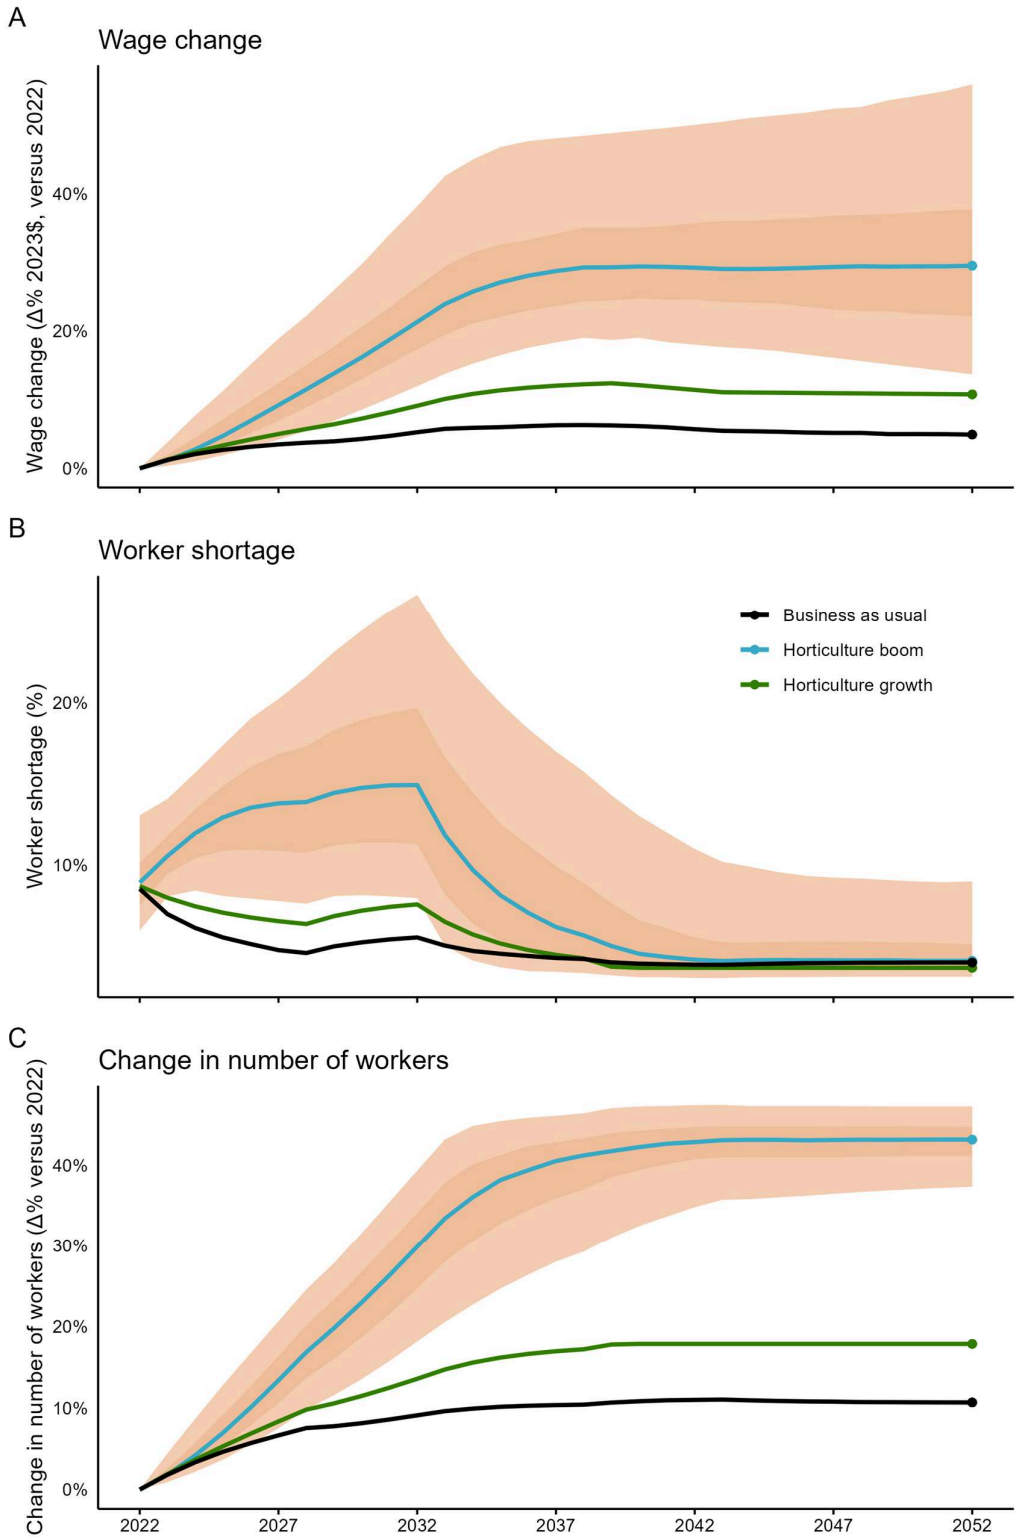 A
Wage change
Wage change (Δ% 2023$, versus 2022)
40%
20%
0%
B
Worker shortage
Worker shortage (%)
20%
10%
Business as usual
Horticulture boom
Horticulture growth
C
Change in number of workers
Change in number of workers (Δ% versus 2022)
40%
30%
20%
10%
0%
2022 2027 2032 2037 2042 2047 2052